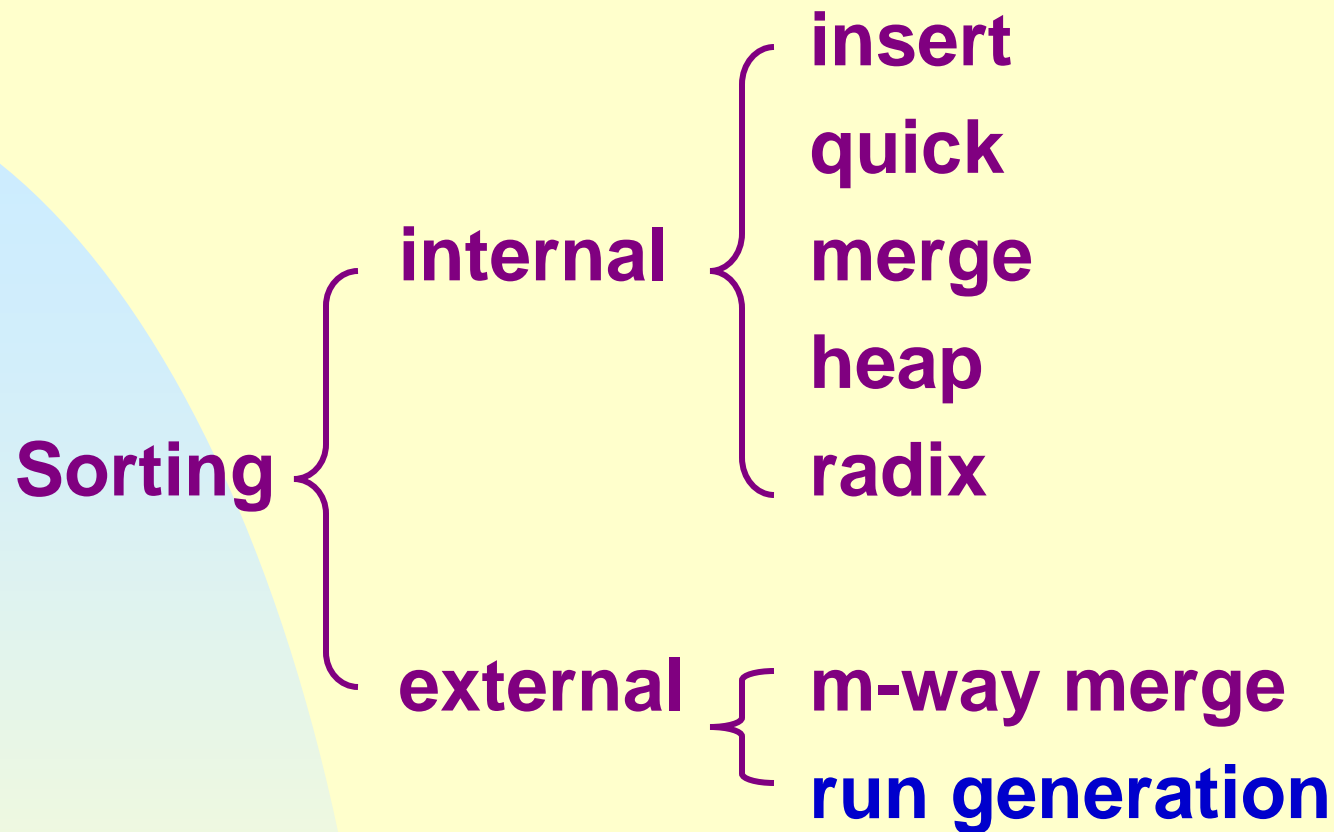 Sorting
internal
insert
quick
merge
heap
radix
external
m-way merge
run generation